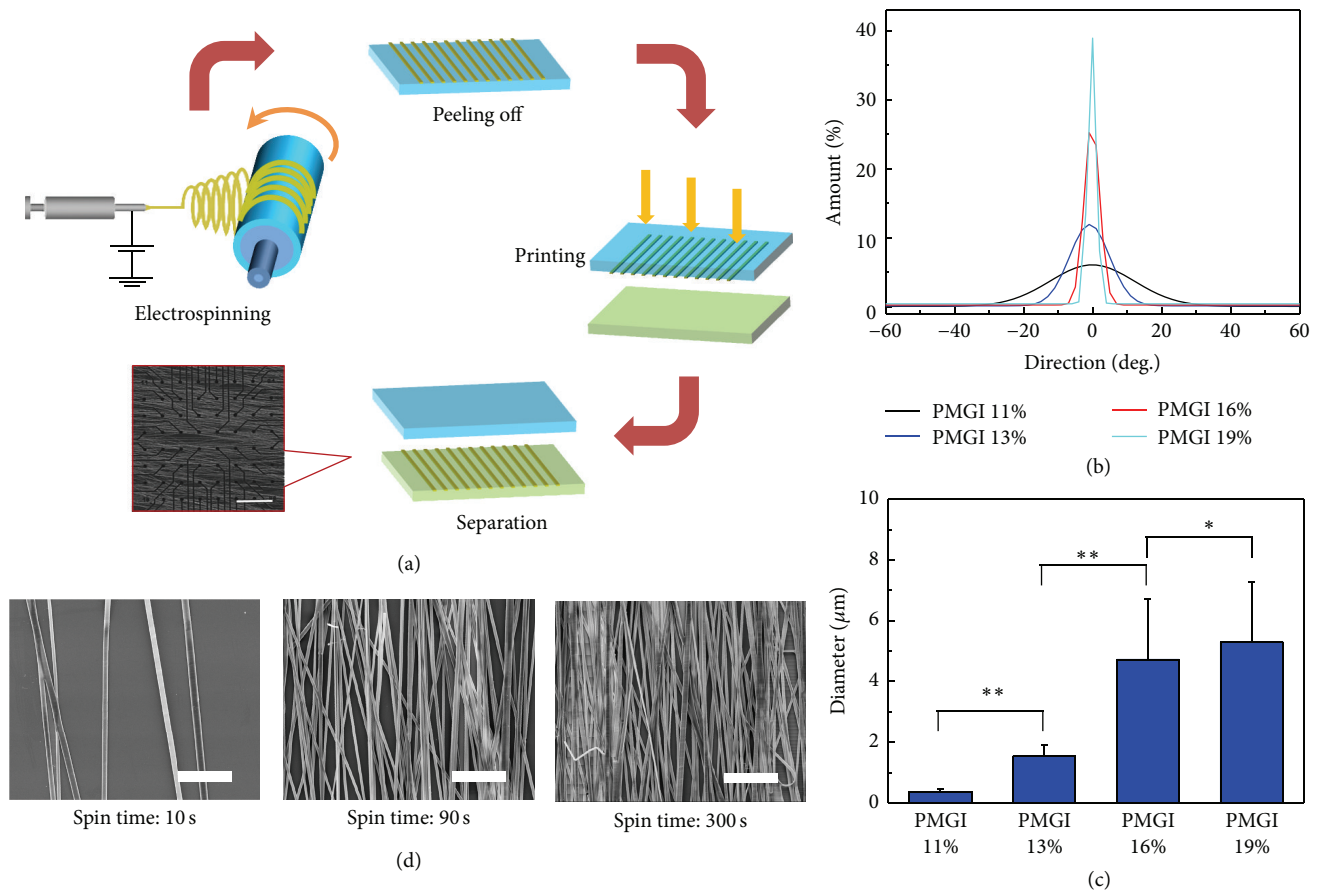 Peeling off
Electrospinning
Printing
Separation
(a)
40
30
20
10
0
Amount (%)
−60
−40
−20
0
20
40
60
Direction (deg.)
PMGI 11%
PMGI 16%
PMGI 13%
PMGI 19%
(b)
10
8
6
4
2
0
Diameter (μm)
**
**
*
PMGI
11%
PMGI
13%
PMGI
16%
PMGI
19%
(c)
Spin time: 10 s
Spin time: 90 s
Spin time: 300 s
(d)